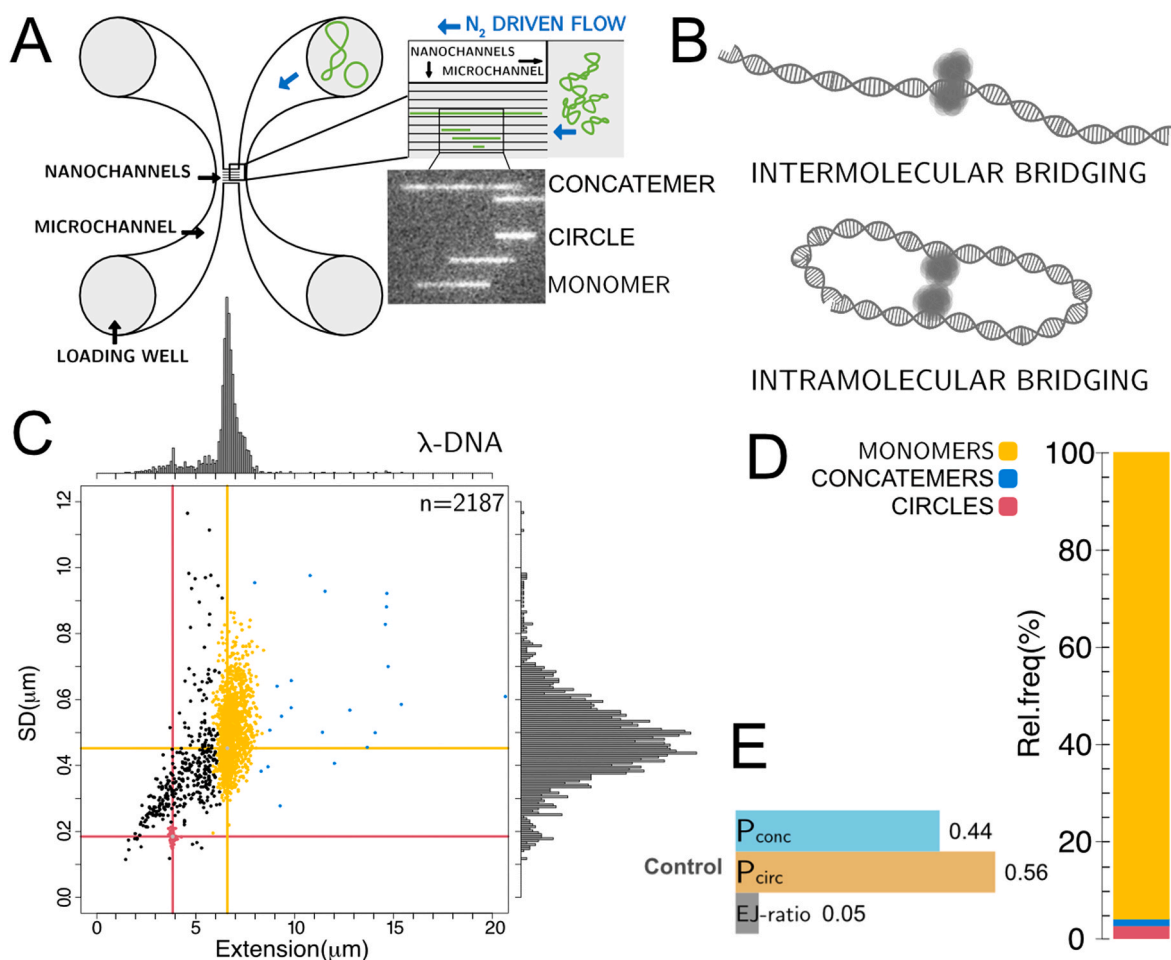 A
N2 DRIVEN FLOW
NANOCHANNELS
MICROCHANNEL
NANOCHANNELS
MICROCHANNEL
LOADING WELL
CONCATEMER
CIRCLE
MONOMER
B
INTERMOLECULAR BRIDGING
INTRAMOLECULAR BRIDGING
C
λ-DNA
n=2187
1.2
1.0
0.8
0.6
0.4
0.2
0.0
SD(μm)
0
5
10
15
20
Extension(μm)
D
MONOMERS
CONCATEMERS
CIRCLES
100
80
60
40
20
0
Rel.freq(%)
E
Control
Pconc 0.44
Pcirc 0.56
EJ-ratio 0.05